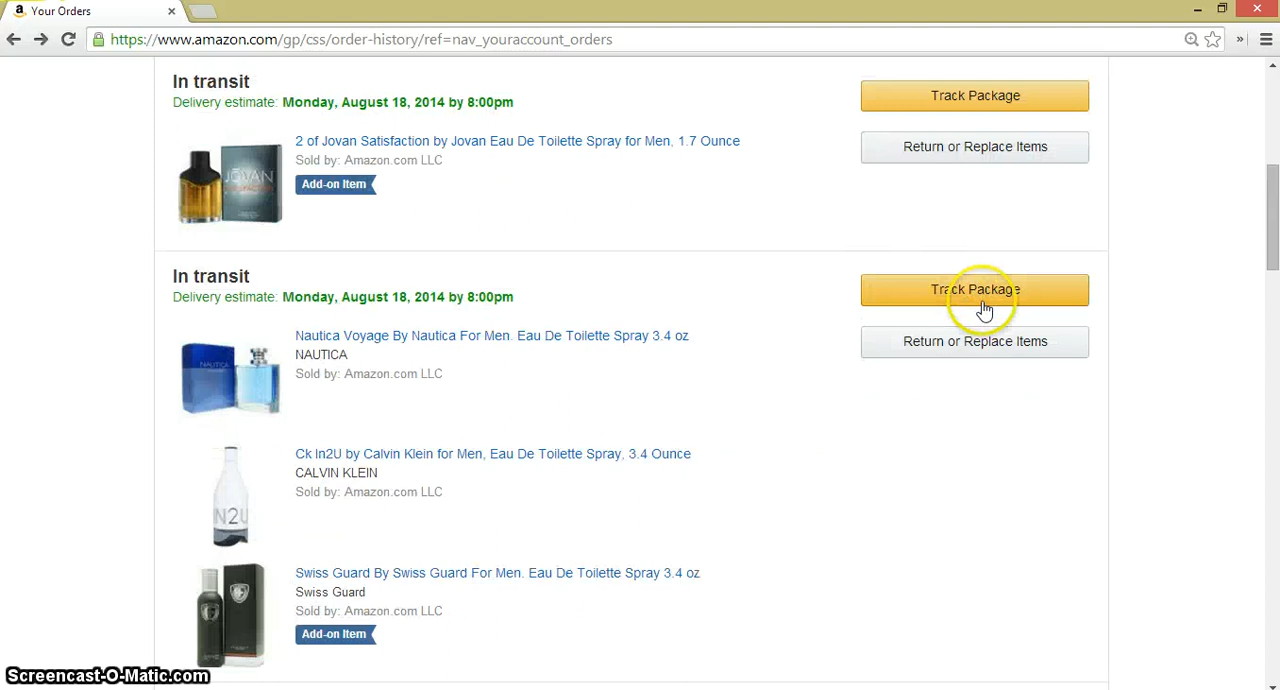 Your Orders
https://www.amazon.com/gp/css/order-history/ref=nav_youraccount_orders
In transit
Delivery estimate: Monday, August 18, 2014 by 8:00pm
Track Package
Return or Replace Items
2 of Jovan Satisfaction by Jovan Eau De Toilette Spray for Men, 1.7 Ounce
Sold by: Amazon.com LLC
Add-on Item
JOVAN
In transit
Delivery estimate: Monday, August 18, 2014 by 8:00pm
Track Package
Return or Replace Items
Nautica Voyage By Nautica For Men. Eau De Toilette Spray 3.4 oz
NAUTICA
Sold by: Amazon.com LLC
NAUTICA
Ck In2U by Calvin Klein for Men, Eau De Toilette Spray, 3.4 Ounce
CALVIN KLEIN
Sold by: Amazon.com LLC
IN2U
Swiss Guard By Swiss Guard For Men. Eau De Toilette Spray 3.4 oz
Swiss Guard
Sold by: Amazon.com LLC
Add-on Item
Screencast-O-Matic.com